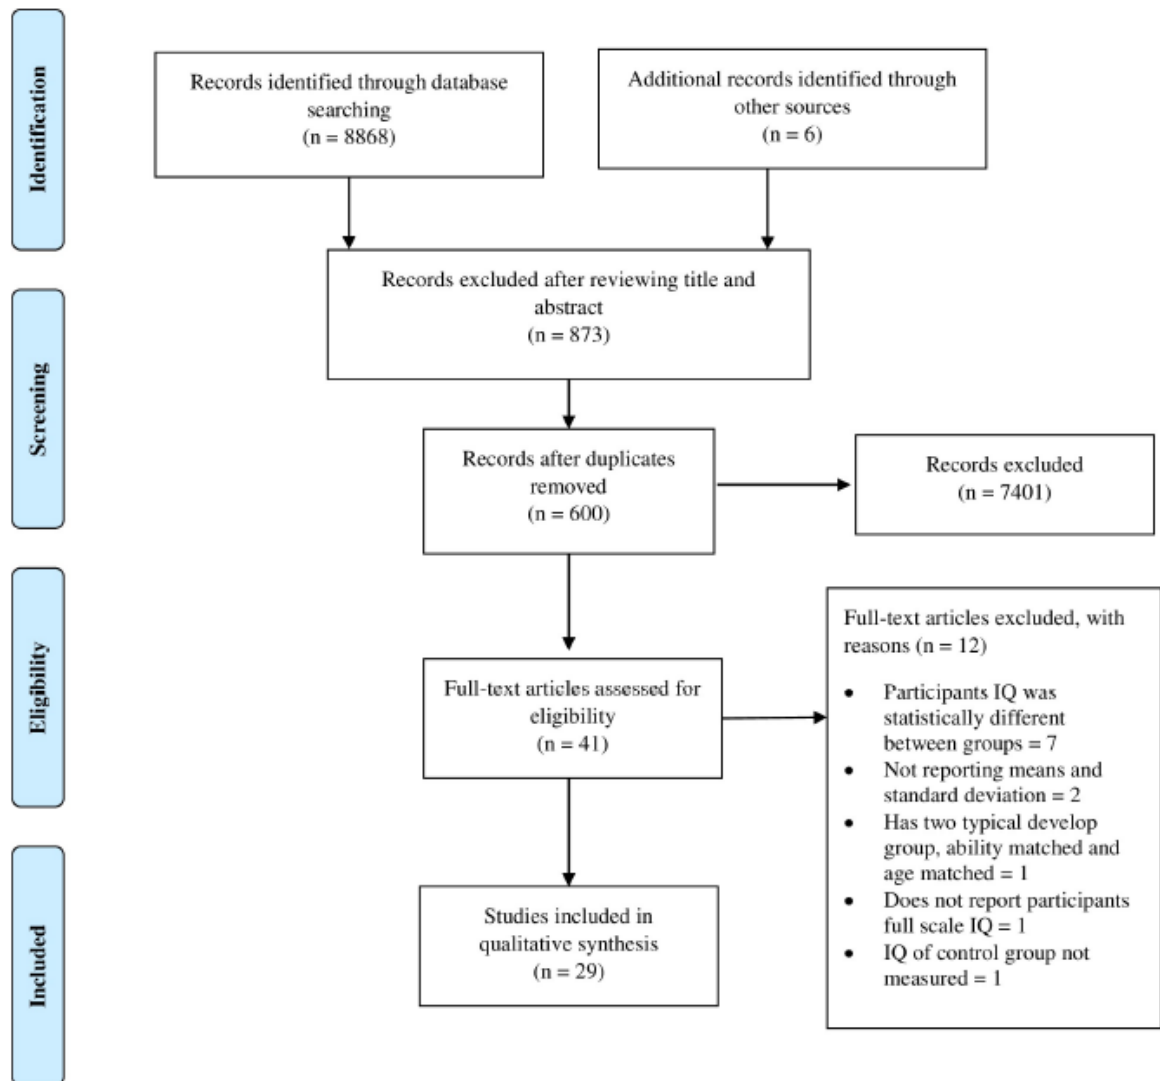 Identification
Records identified through database
searching
(n = 8868)
Additional records identified through
other sources
(n = 6)
Records excluded after reviewing title and
abstract
(n = 873)
Screening
Records after duplicates
removed
(n = 600)
Records excluded
(n = 7401)
Eligibility
Full-text articles assessed for
eligibility
(n = 41)
Full-text articles excluded, with
reasons (n = 12)
• Participants IQ was
statistically different
between groups = 7
• Not reporting means and
standard deviation = 2
• Has two typical develop
group, ability matched and
age matched = 1
• Does not report participants
full scale IQ = 1
• IQ of control group not
measured = 1
Included
Studies included in
qualitative synthesis
(n = 29)